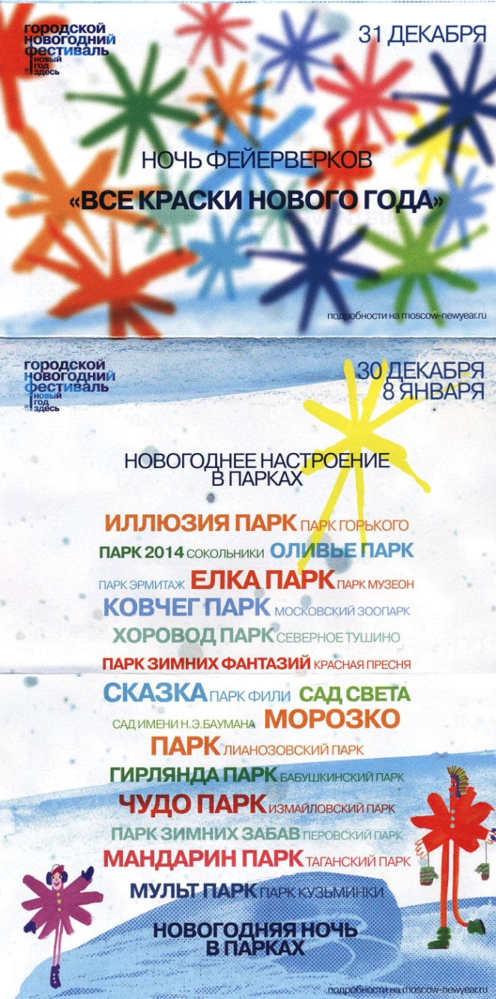 городской
новогодний
фестиваль
новый
год
здесь
31 ДЕКАБРЯ
НОЧЬ ФЕЙЕРВЕРКОВ
«ВСЕ КРАСКИ НОВОГО ГОДА»
подробности на moscow-newyear.ru
городской
новогодний
фестиваль
новый
год
здесь
30 ДЕКАБРЯ
8 ЯНВАРЯ
НОВОГОДНЕЕ НАСТРОЕНИЕ
В ПАРКАХ
ИЛЛЮЗИЯ ПАРК ПАРК ГОРЬКОГО
ПАРК 2014 СОКОЛЬНИКИ ОЛИВЬЕ ПАРК
ПАРК ЭРМИТАЖ ЕЛКА ПАРК ПАРК МУЗЕОН
КОВЧЕГ ПАРК МОСКОВСКИЙ ЗООПАРК
ХОРОВОД ПАРК СЕВЕРНОЕ ТУШИНО
ПАРК ЗИМНИХ ФАНТАЗИЙ КРАСНАЯ ПРЕСНЯ
СКАЗКА ПАРК ФИЛИ САД СВЕТА
САД ИМЕНИ Н.Э.БАУМАНА МОРОЗКО
ПАРК ЛИАНОЗОВСКИЙ ПАРК
ГИРЛЯНДА ПАРК БАБУШКИНСКИЙ ПАРК
ЧУДО ПАРК ИЗМАЙЛОВСКИЙ ПАРК
ПАРК ЗИМНИХ ЗАБАВ ПЕРОВСКИЙ ПАРК
МАНДАРИН ПАРК ТАГАНСКИЙ ПАРК
МУЛЬТ ПАРК ПАРК КУЗЬМИНКИ
НОВОГОДНЯЯ НОЧЬ
В ПАРКАХ
подробности на moscow-newyear.ru